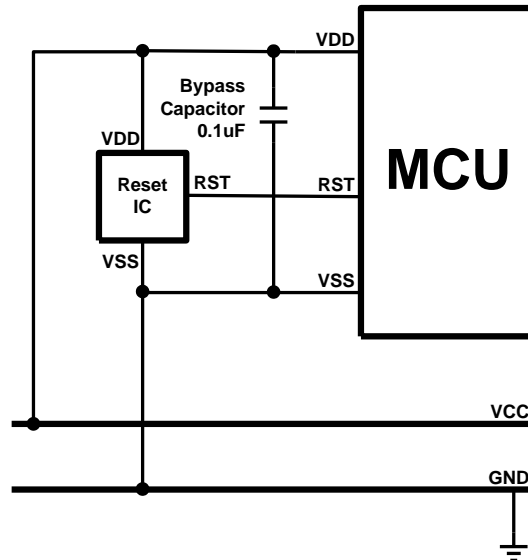 VDD
Bypass
Capacitor
0.1uF
VDD
Reset
IC
RST
RST
MCU
VSS
VSS
VCC
GND